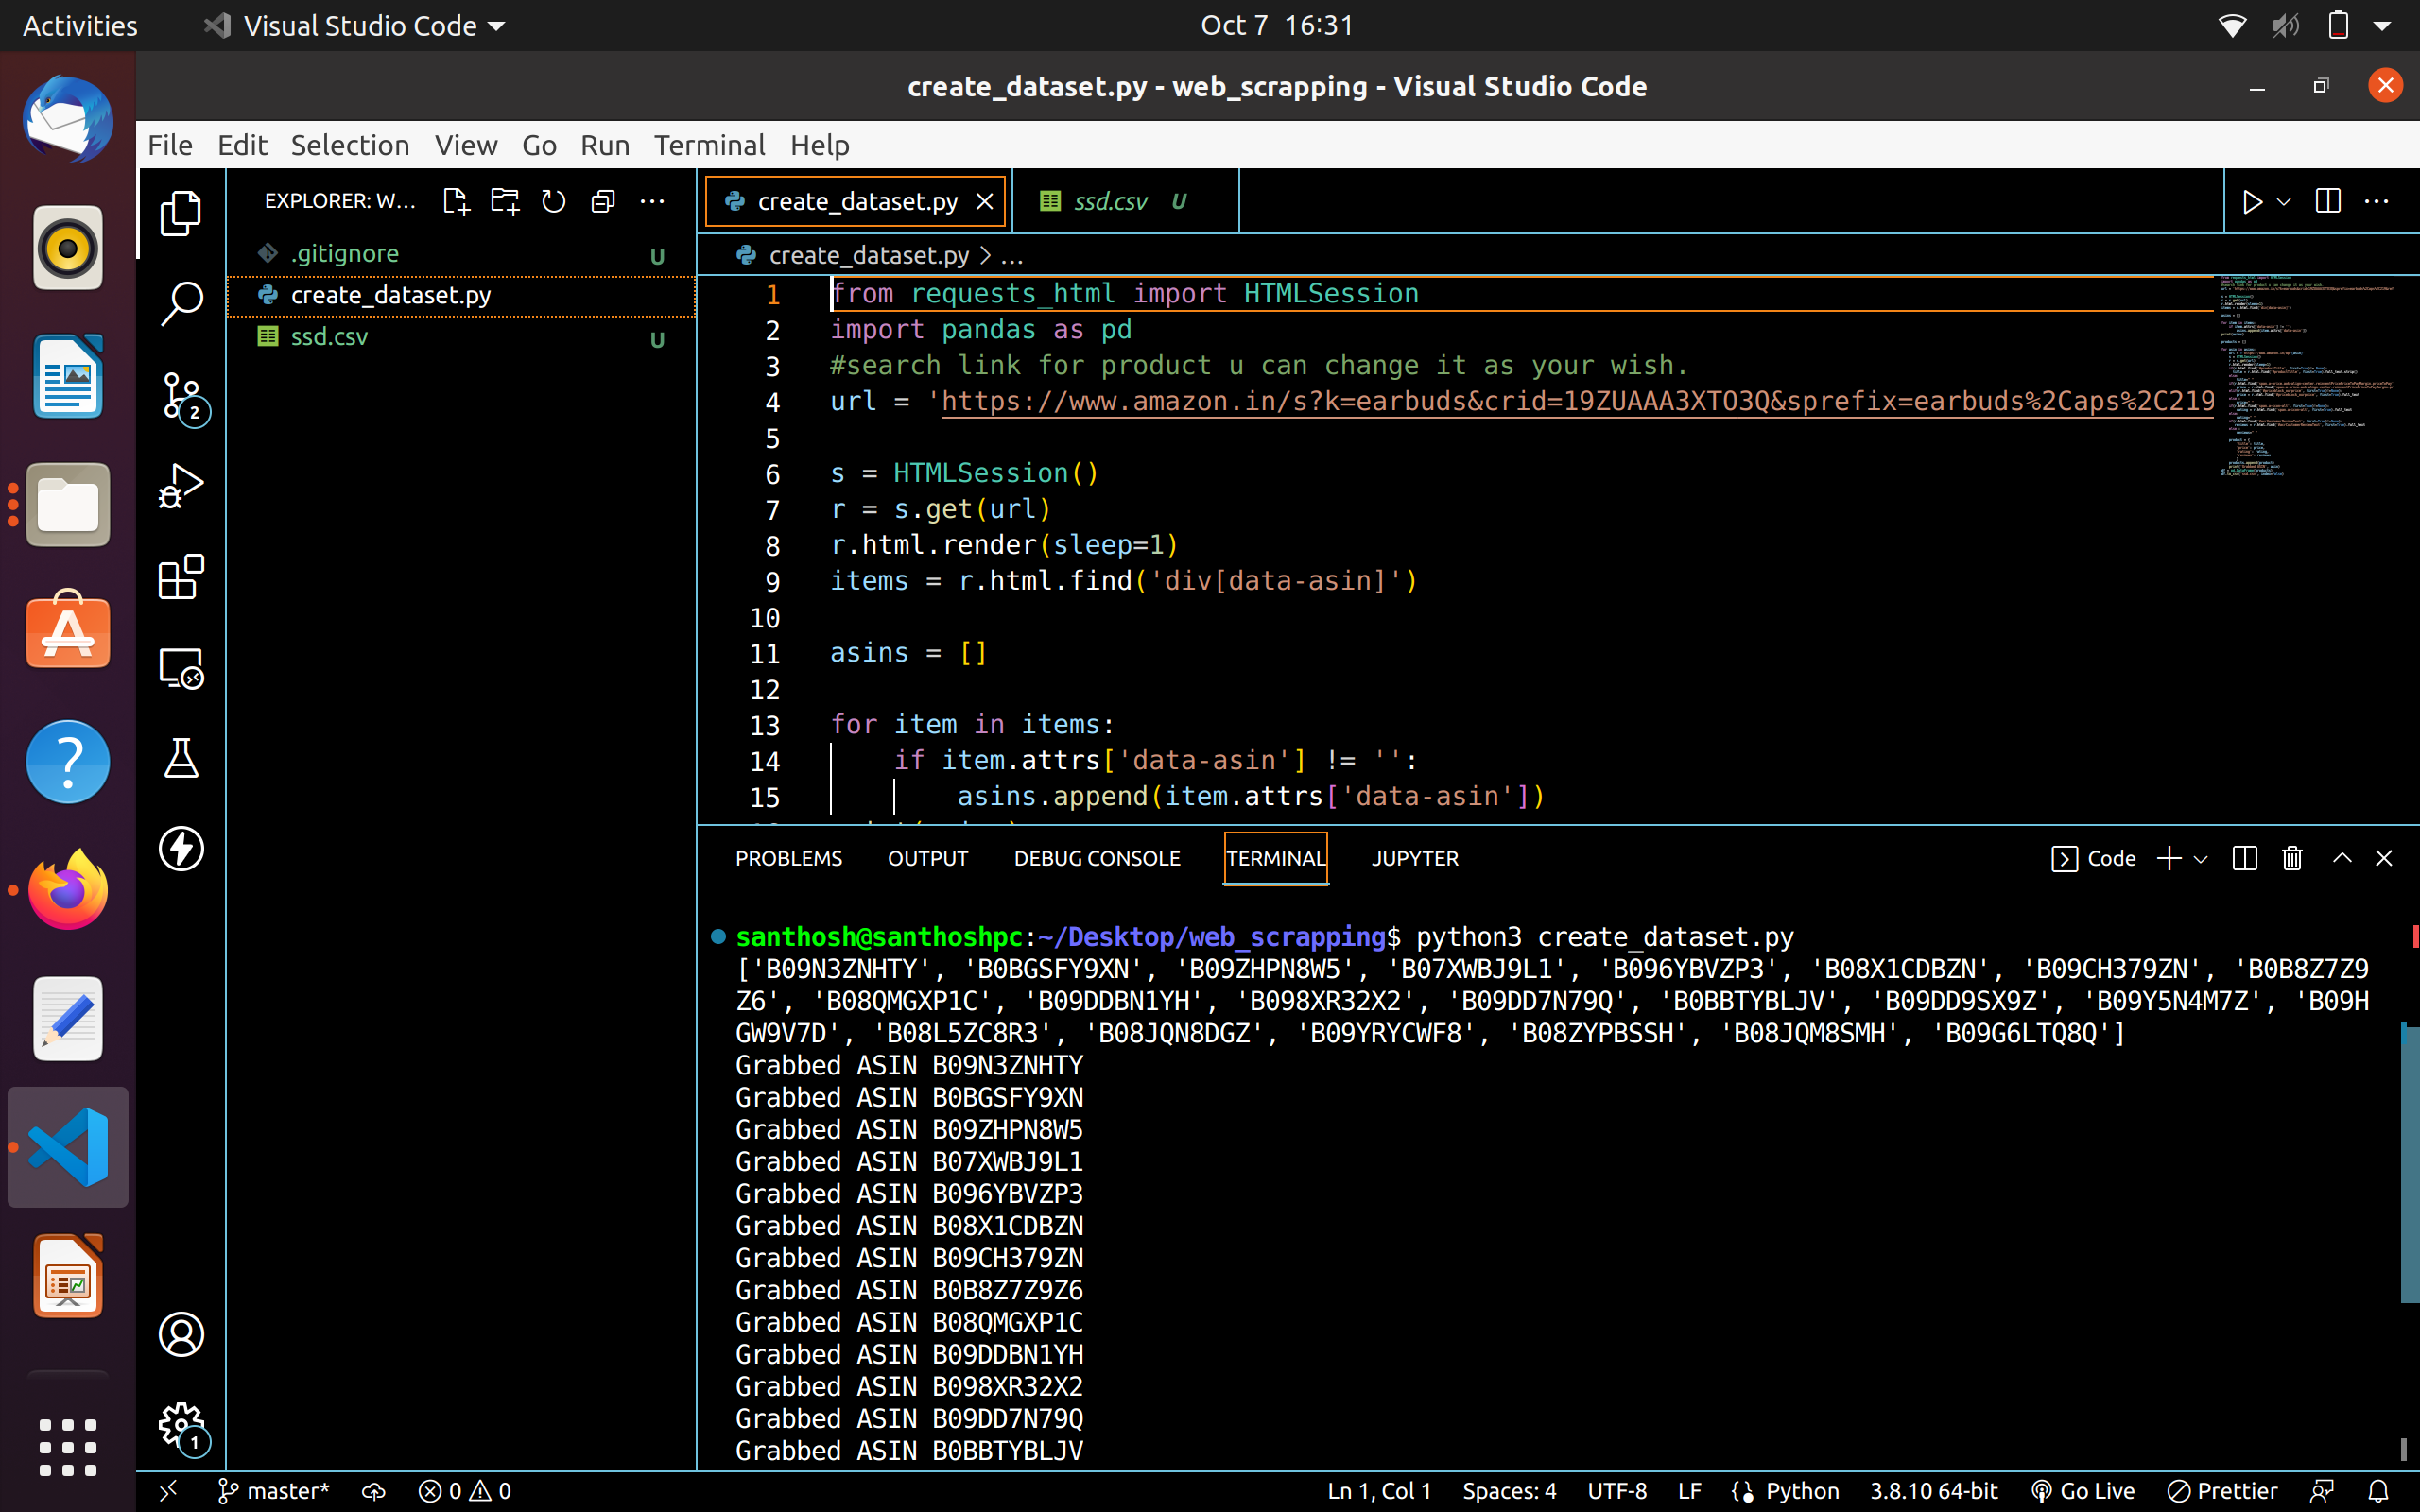 Activities
Visual Studio Code
Oct 7 16:31
create_dataset.py - web_scrapping - Visual Studio Code
File Edit Selection View Go Run Terminal Help
EXPLORER: W...
.gitignore U
create_dataset.py
ssd.csv U
2
1
create_dataset.py
ssd.csv U
create_dataset.py > ...
1 from requests_html import HTMLSession
2 import pandas as pd
3 #search link for product u can change it as your wish.
4 url = 'https://www.amazon.in/s?k=earbuds&crid=19ZUAAA3XTO3Q&sprefix=earbuds%2Caps%2C219
5
6 s = HTMLSession()
7 r = s.get(url)
8 r.html.render(sleep=1)
9 items = r.html.find('div[data-asin]')
10
11 asins = []
12
13 for item in items:
14 if item.attrs['data-asin'] != '':
15 asins.append(item.attrs['data-asin'])
PROBLEMS OUTPUT DEBUG CONSOLE TERMINAL JUPYTER
Code
santhosh@santhoshpc:~/Desktop/web_scrapping$ python3 create_dataset.py
['B09N3ZNHTY', 'B0BGSFY9XN', 'B09ZHPN8W5', 'B07XWBJ9L1', 'B096YBVZP3', 'B08X1CDBZN', 'B09CH379ZN', 'B0B8Z7Z9
Z6', 'B08QMGXP1C', 'B09DDBN1YH', 'B098XR32X2', 'B09DD7N79Q', 'B0BBTYBLJV', 'B09DD9SX9Z', 'B09Y5N4M7Z', 'B09H
GW9V7D', 'B08L5ZC8R3', 'B08JQN8DGZ', 'B09YRYCWF8', 'B08ZYPBSSH', 'B08JQM8SMH', 'B09G6LTQ8Q']
Grabbed ASIN B09N3ZNHTY
Grabbed ASIN B0BGSFY9XN
Grabbed ASIN B09ZHPN8W5
Grabbed ASIN B07XWBJ9L1
Grabbed ASIN B096YBVZP3
Grabbed ASIN B08X1CDBZN
Grabbed ASIN B09CH379ZN
Grabbed ASIN B0B8Z7Z9Z6
Grabbed ASIN B08QMGXP1C
Grabbed ASIN B09DDBN1YH
Grabbed ASIN B098XR32X2
Grabbed ASIN B09DD7N79Q
Grabbed ASIN B0BBTYBLJV
master* 0 0 Ln 1, Col 1 Spaces: 4 UTF-8 LF Python 3.8.10 64-bit Go Live Prettier